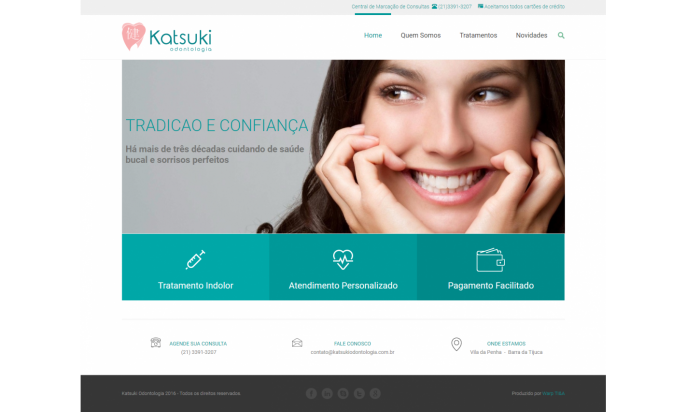 Central de Marcação de Consultas (21)3391-3207 Aceitamos todos cartões de crédito
Katsuki
odontologia
Home Quem Somos Tratamentos Novidades
TRADICAO E CONFIANÇA
Há mais de três décadas cuidando de saúde
bucal e sorrisos perfeitos
Tratamento Indolor Atendimento Personalizado Pagamento Facilitado
AGENDE SUA CONSULTA FALE CONOSCO ONDE ESTAMOS
(21) 3391-3207 contato@katsukiodontologia.com.br Vila da Penha - Barra da Tijuca
Katsuki Odontologia 2016 - Todos os direitos reservados. Produzido por